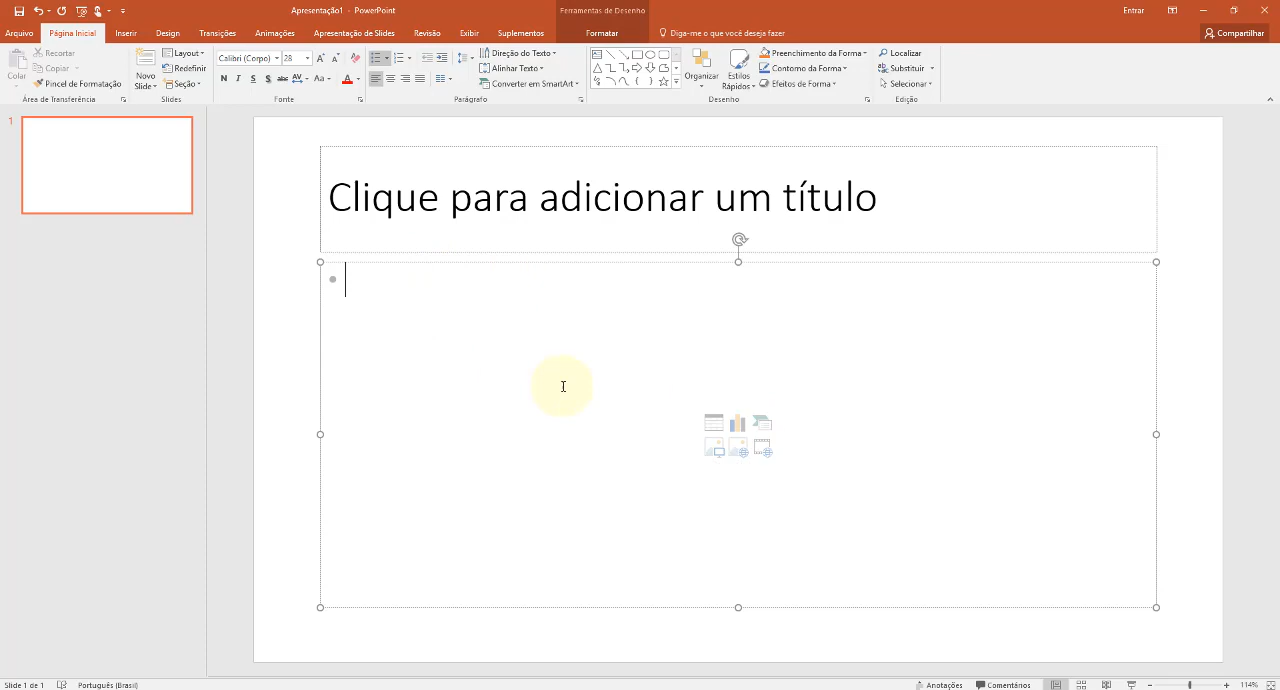 Apresentação1 - PowerPoint
Ferramentas de Desenho
Entrar
Arquivo Página Inicial Inserir Design Transições Animações Apresentação de Slides Revisão Exibir Suplementos Formatar Diga-me o que você deseja fazer Compartilhar
Colar
Recortar
Copiar
Pincel de Formatação
Área de Transferência
Novo
Slide
Layout
Redefinir
Seção
Slides
Calibri (Corpo) 28
N I S S abc AV Aa A
Fonte
Direção do Texto
Alinhar Texto
Converter em SmartArt
Parágrafo
Organizar
Estilos
Rápidos
Preenchimento da Forma
Contorno da Forma
Efeitos de Forma
Desenho
Localizar
Substituir
Selecionar
Edição
1
Clique para adicionar um título
Slide 1 de 1 Português (Brasil) Anotações Comentários 114%